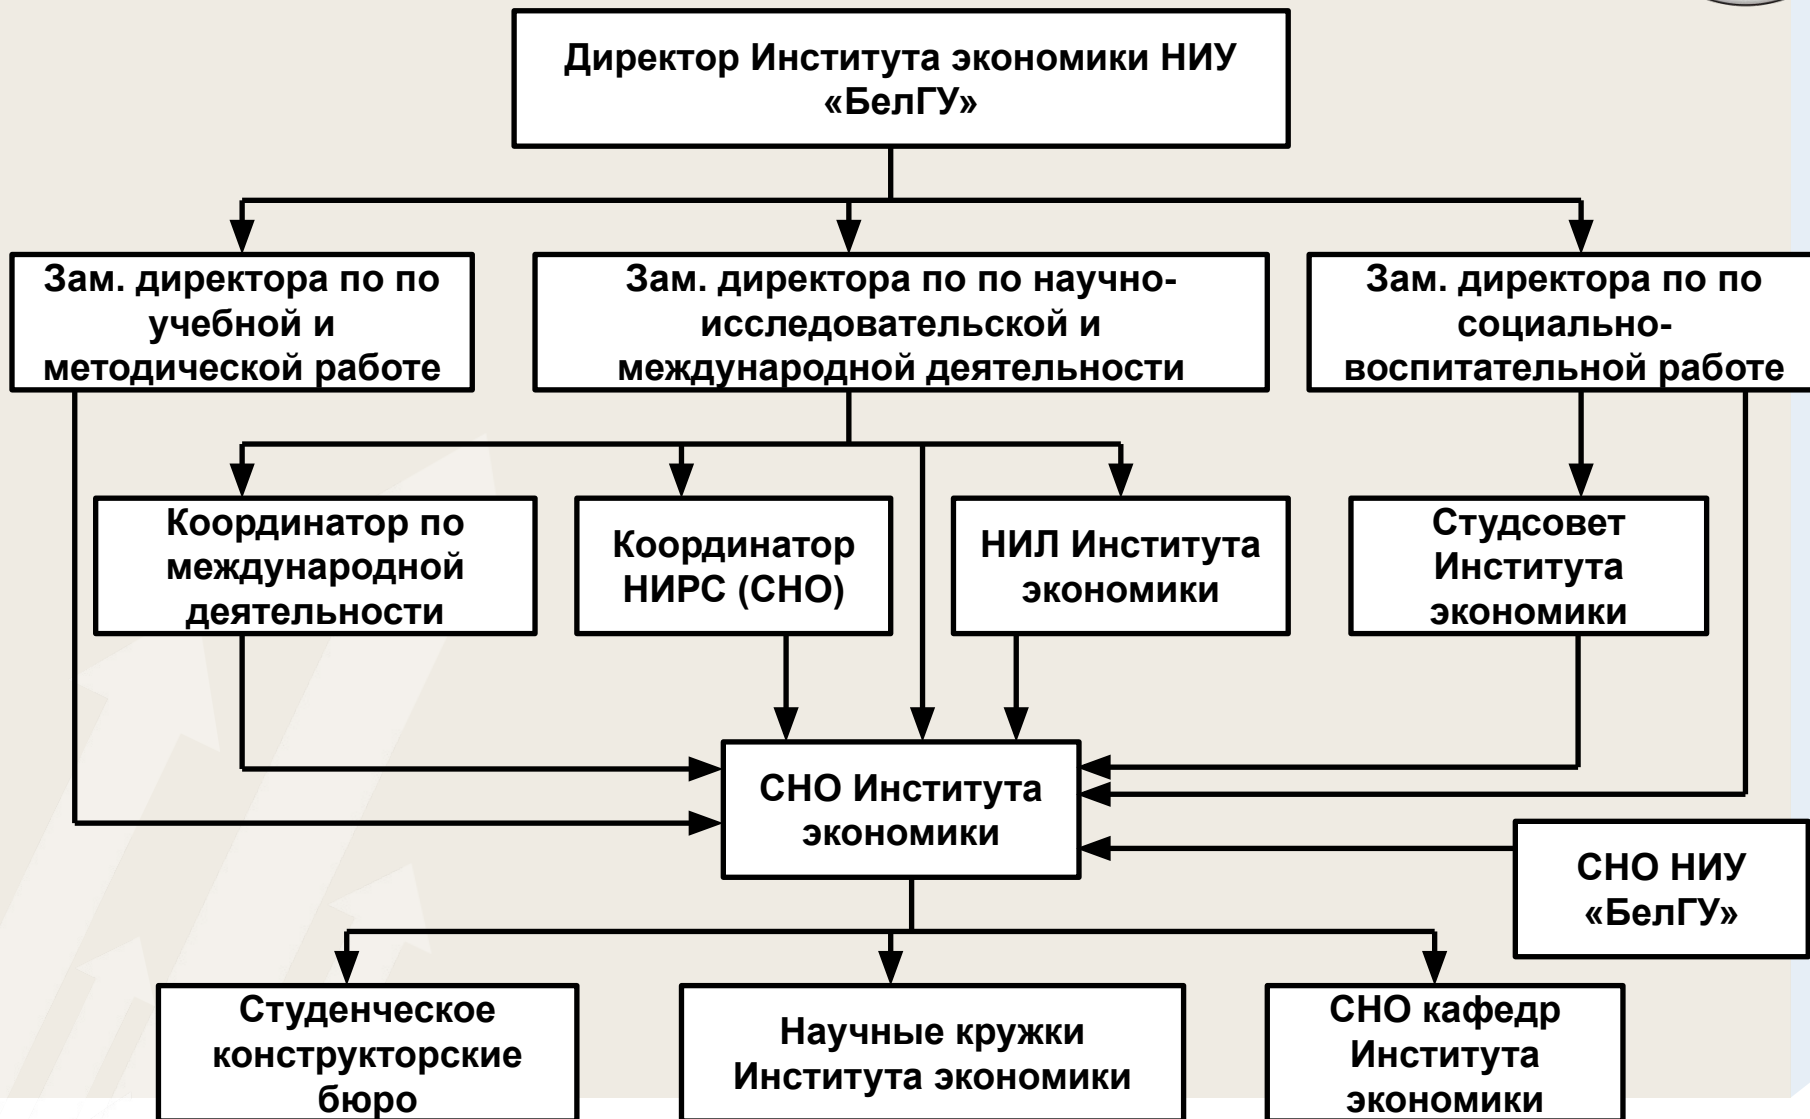 Директор Института экономики НИУ
«БелГУ»
Зам. директора по по
учебной и
методической работе
Зам. директора по по научно-
исследовательской и
международной деятельности
Зам. директора по по
социально-
воспитательной работе
Координатор по
международной
деятельности
Координатор
НИРС (СНО)
НИЛ Института
экономики
Студсовет
Института
экономики
СНО Института
экономики
СНО НИУ
«БелГУ»
Студенческое
конструкторские
бюро
Научные кружки
Института экономики
СНО кафедр
Института
экономики